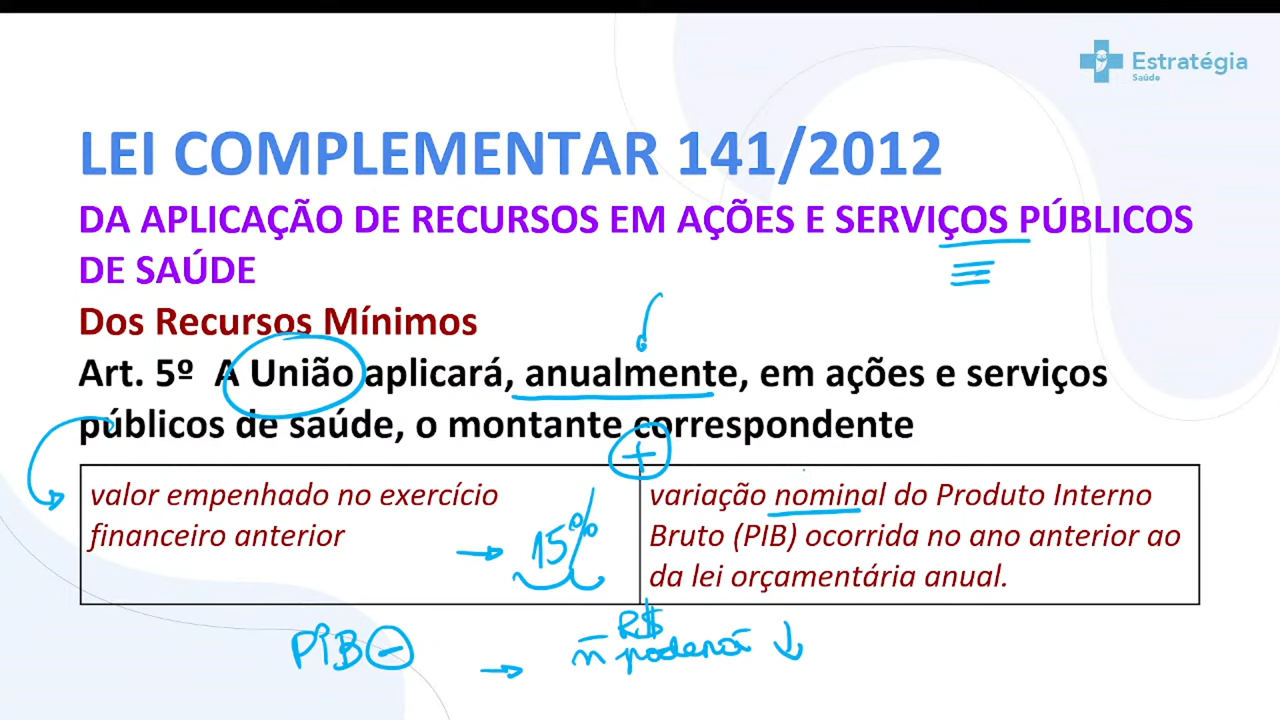 Estratégia
Saúde
LEI COMPLEMENTAR 141/2012
DA APLICAÇÃO DE RECURSOS EM AÇÕES E SERVIÇOS PÚBLICOS
DE SAÚDE
Dos Recursos Mínimos
Art. 5º A União aplicará, anualmente, em ações e serviços
públicos de saúde, o montante correspondente
+
valor empenhado no exercício
financeiro anterior
15%
variação nominal do Produto Interno
Bruto (PIB) ocorrida no ano anterior ao
da lei orçamentária anual.
PIB -
R$
ñ poderá ↓